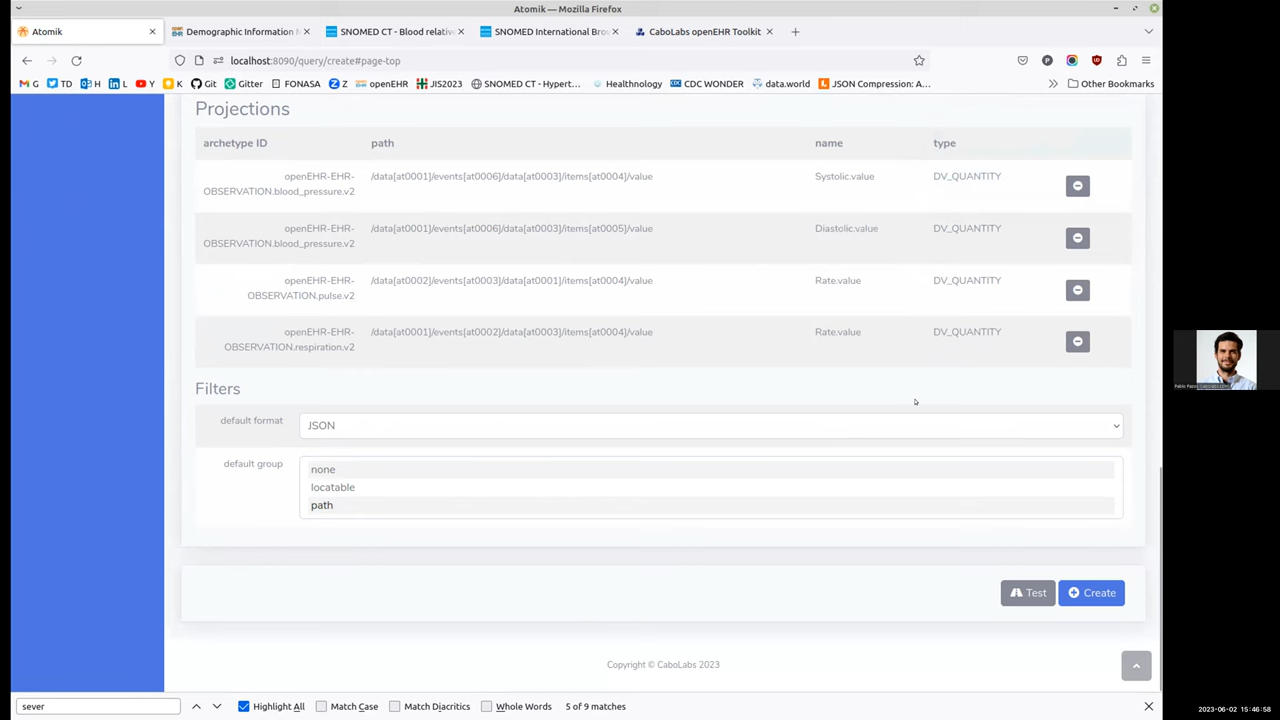 Atomik — Mozilla Firefox
Atomik
Demographic Information M
SNOMED CT - Blood relativ
SNOMED International Bro
CaboLabs openEHR Toolkit
localhost:8090/query/create#page-top
G
TD
H
L
Y
K
Git
Gitter
FONASA
Z
openEHR
JIS2023
SNOMED CT - Hypert...
Healthnology
CDC WONDER
data.world
JSON Compression: A...
Other Bookmarks
Projections
archetype ID path name type
openEHR-EHR-
OBSERVATION.blood_pressure.v2
/data[at0001]/events[at0006]/data[at0003]/items[at0004]/value Systolic.value DV_QUANTITY
openEHR-EHR-
OBSERVATION.blood_pressure.v2
/data[at0001]/events[at0006]/data[at0003]/items[at0005]/value Diastolic.value DV_QUANTITY
openEHR-EHR-
OBSERVATION.pulse.v2
/data[at0002]/events[at0003]/data[at0001]/items[at0004]/value Rate.value DV_QUANTITY
openEHR-EHR-
OBSERVATION.respiration.v2
/data[at0001]/events[at0002]/data[at0003]/items[at0004]/value Rate.value DV_QUANTITY
Filters
default format JSON
default group
none
locatable
path
Test
Create
Copyright © CaboLabs 2023
sever
Highlight All Match Case Match Diacritics Whole Words 5 of 9 matches
2023-06-02 15:46:58